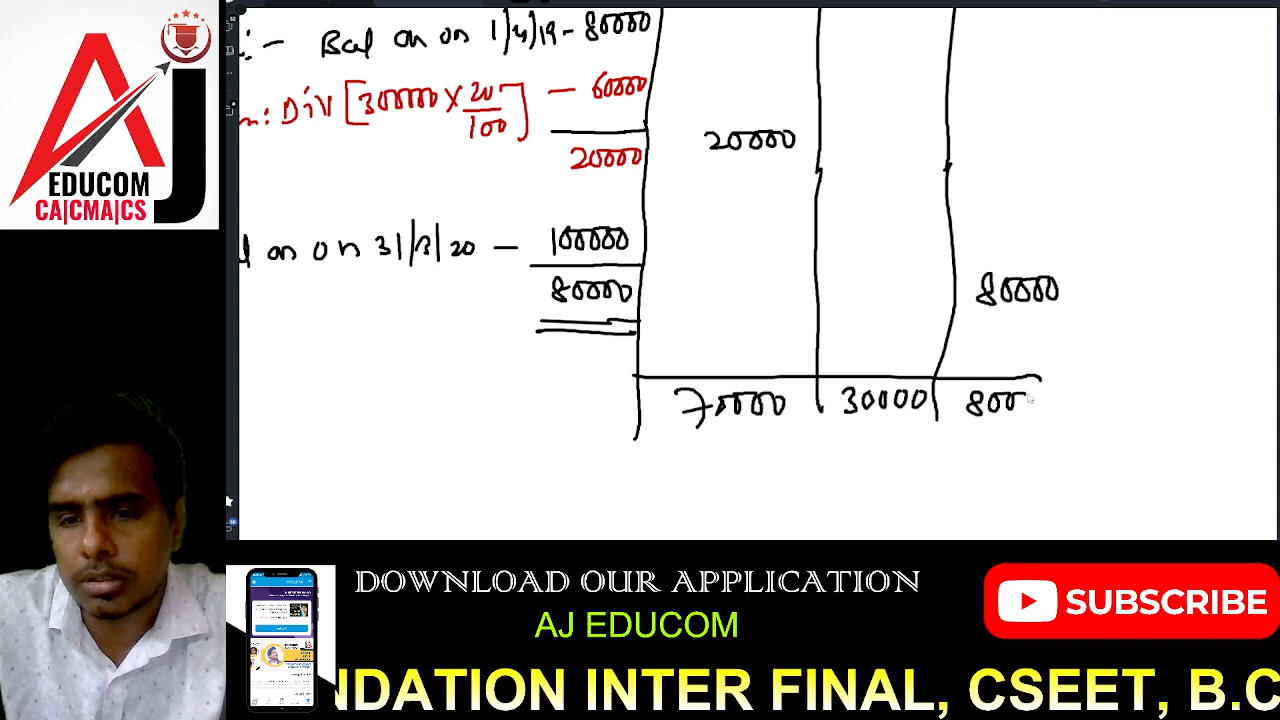 :- Bal on on 1/4/19 - 80000
n: Div [300000 × 20/100] - 60000
20000
20000
on on 31/3/20 - 100000
80000
80000
70000 30000 800
AJ
EDUCOM
CA|CMA|CS
DOWNLOAD OUR APPLICATION
AJ EDUCOM
SUBSCRIBE
NDATION INTER FINAL, CSEET, B.C